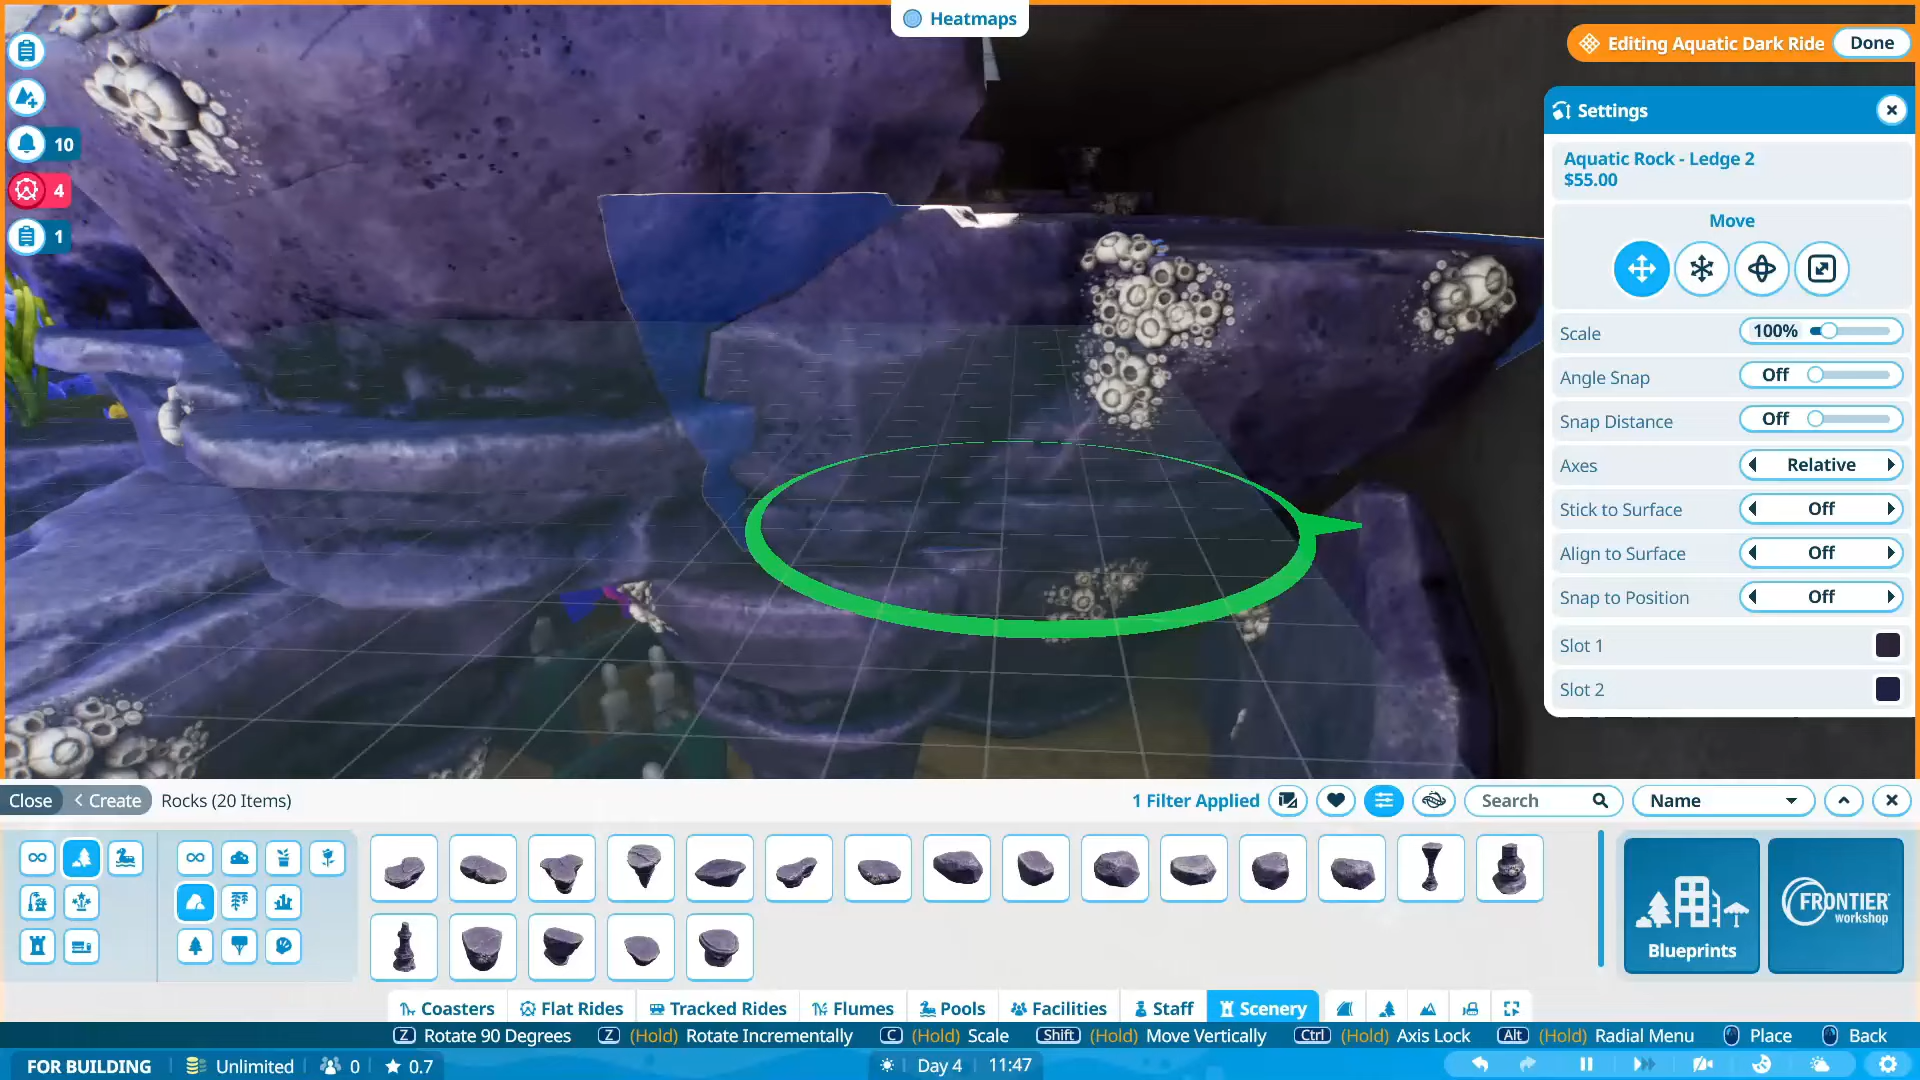 Heatmaps
Editing Aquatic Dark Ride
Done
10
4
1
Settings
Aquatic Rock - Ledge 2
$55.00
Move
Scale 100%
Angle Snap Off
Snap Distance Off
Axes Relative
Stick to Surface Off
Align to Surface Off
Snap to Position Off
Slot 1
Slot 2
Close Create Rocks (20 Items)
1 Filter Applied
Search
Name
Blueprints
FRONTIER
workshop
Coasters Flat Rides Tracked Rides Flumes Pools Facilities Staff Scenery
Z Rotate 90 Degrees Z (Hold) Rotate Incrementally C (Hold) Scale Shift (Hold) Move Vertically Ctrl (Hold) Axis Lock Alt (Hold) Radial Menu Place Back
FOR BUILDING Unlimited 0 0.7 Day 4 11:47